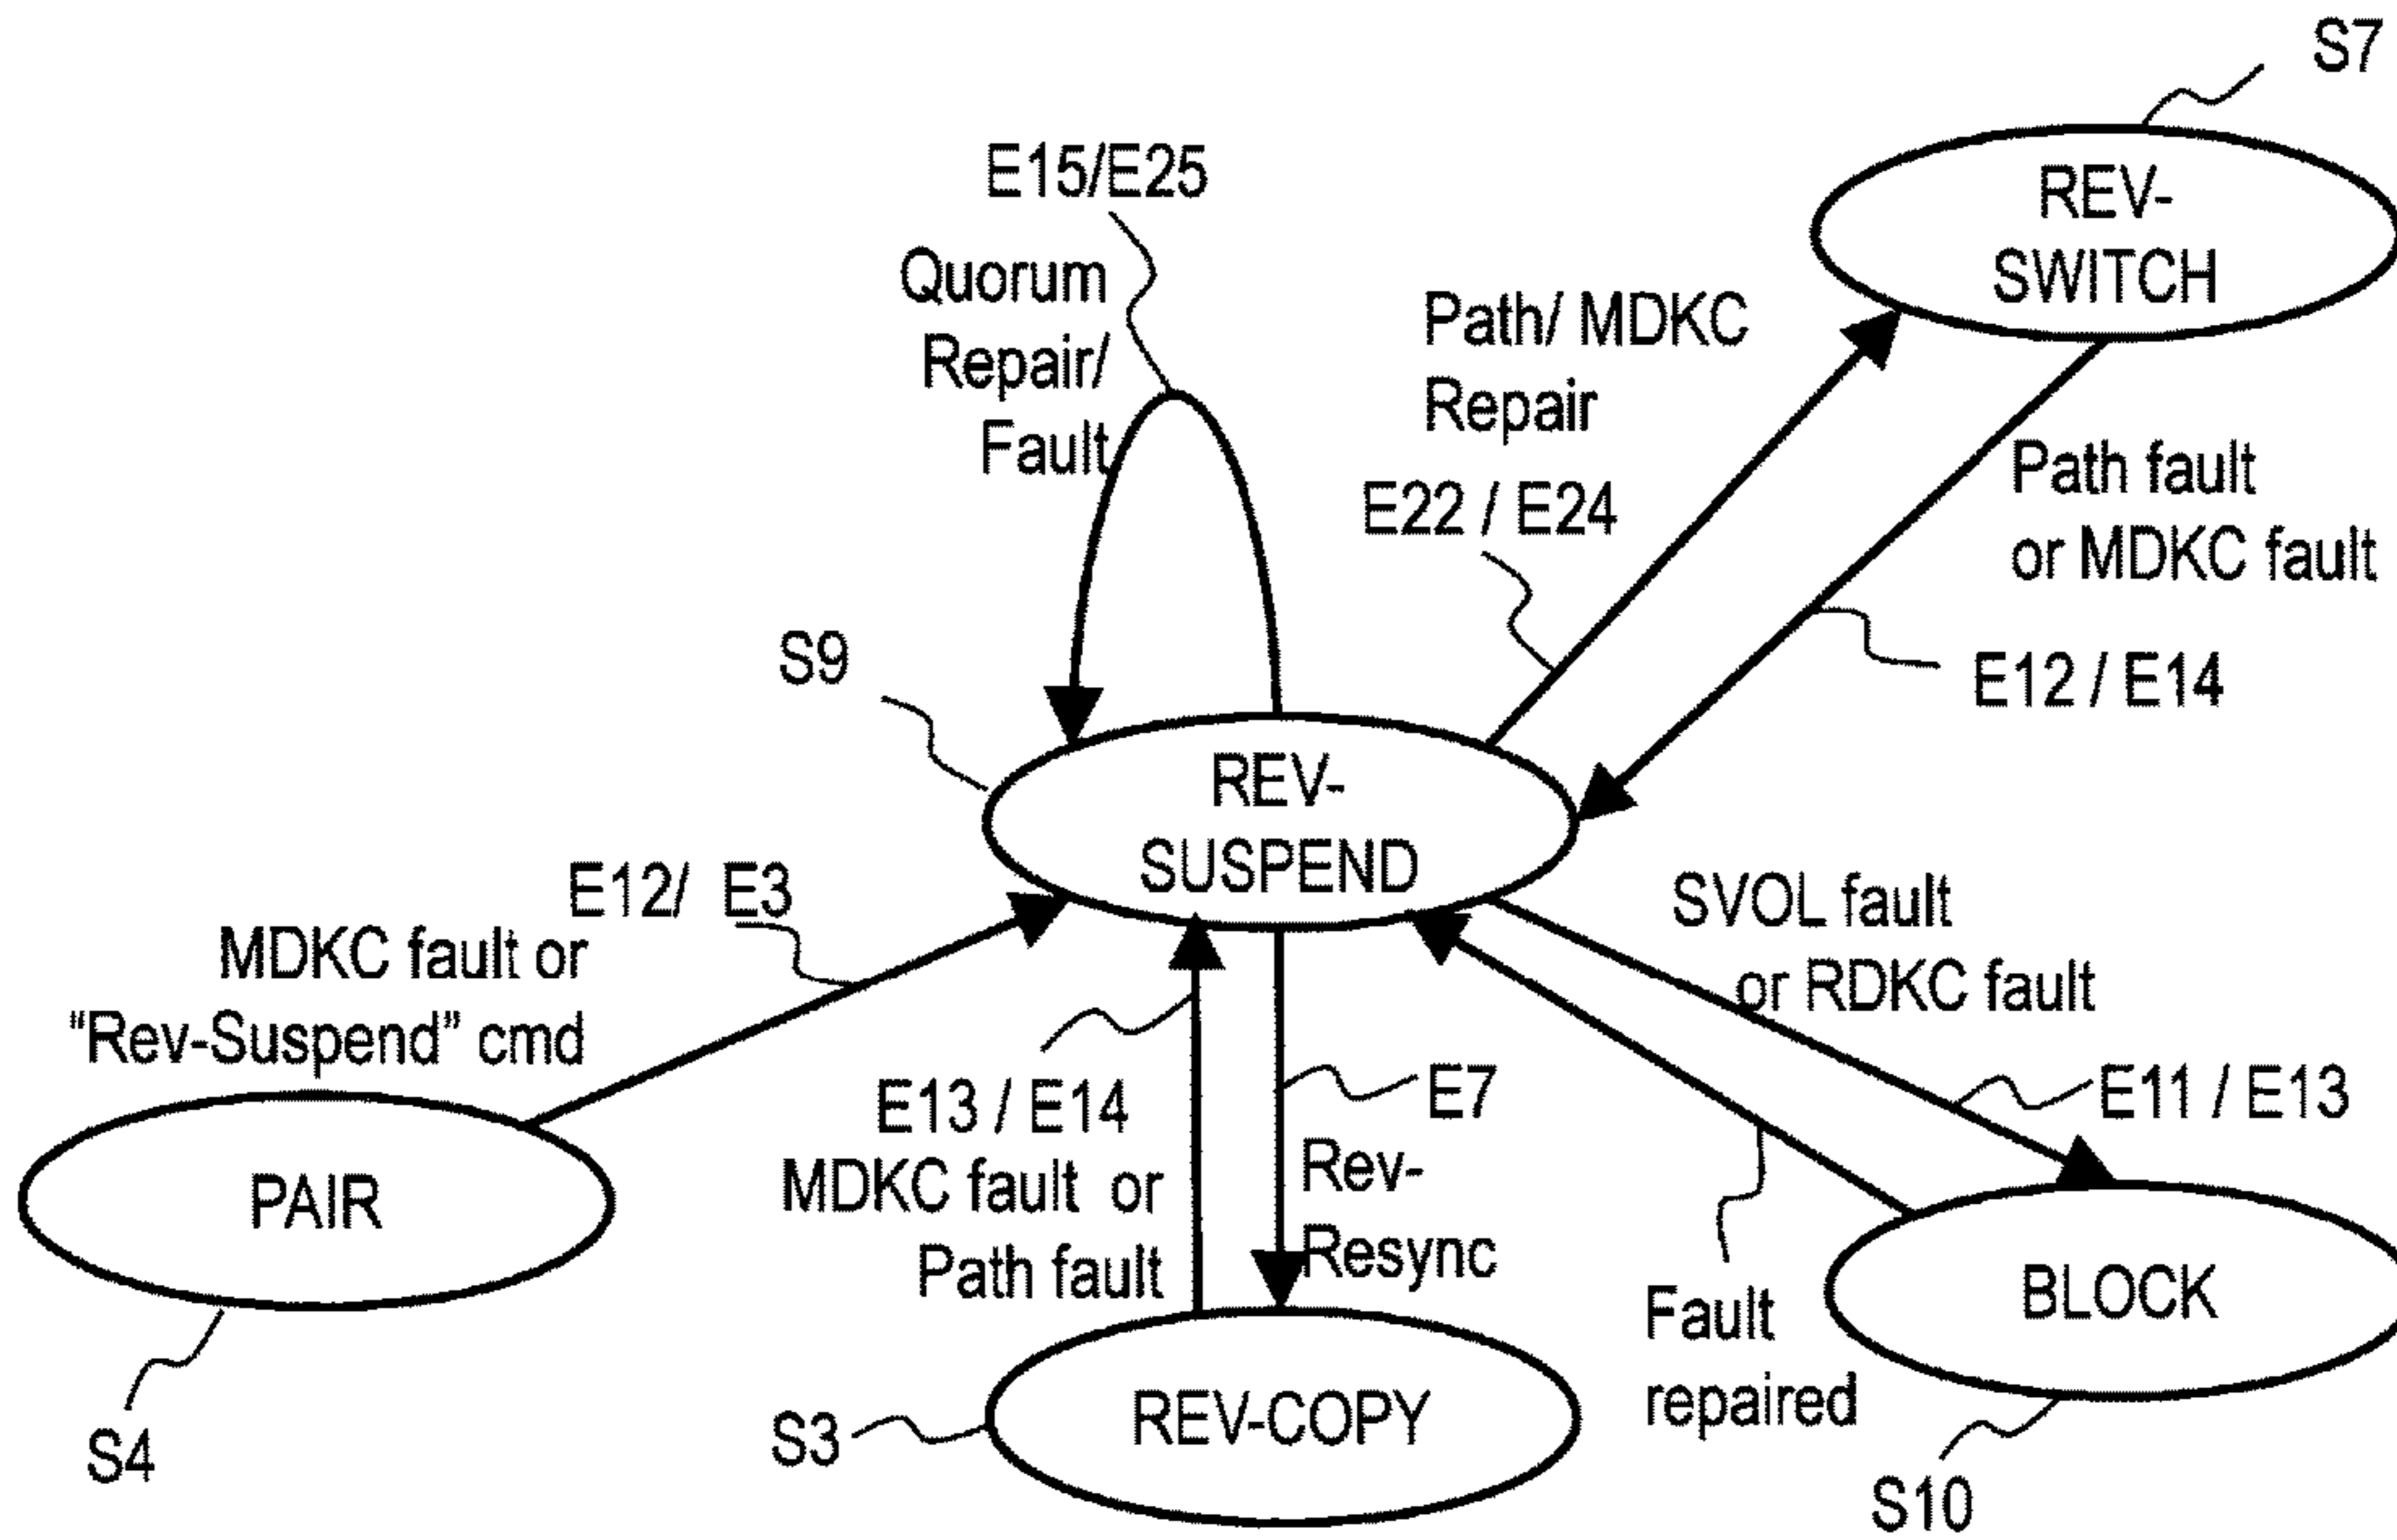 S7
REV-
SWITCH
E15/E25
Quorum
Repair/
Fault
Path/ MDKC
Repair
E22 / E24
Path fault
or MDKC fault
E12 / E14
S9
REV-
SUSPEND
E12/ E3
MDKC fault or
“Rev-Suspend” cmd
PAIR
S4
E13 / E14
MDKC fault or
Path fault
E7
Rev-
Resync
SVOL fault
or RDKC fault
E11 / E13
Fault
repaired
BLOCK
S10
REV-COPY
S3